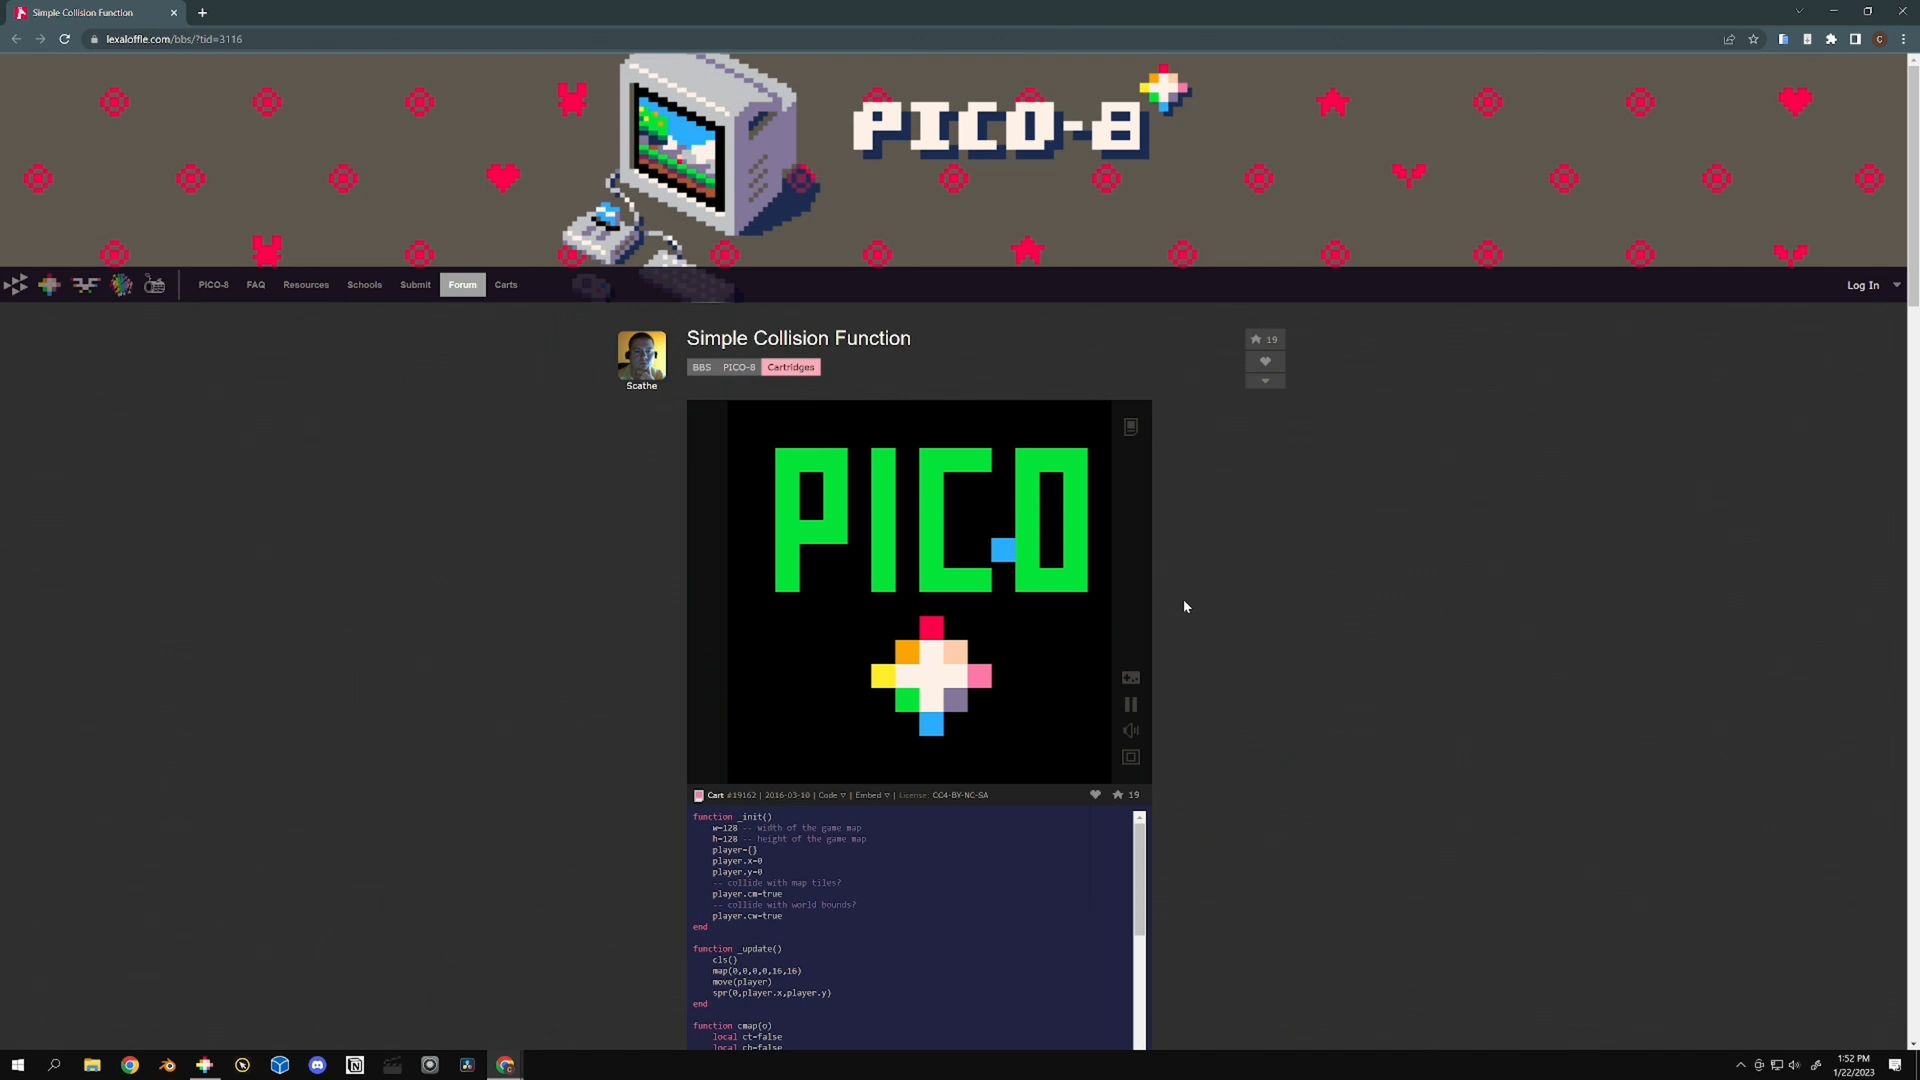 Simple Collision Function
lexaloffle.com/bbs/?tid=3116
C
PICO-8
PICO-8 FAQ Resources Schools Submit Forum Carts Log In
Simple Collision Function
19
BBS PICO-8 Cartridges
Scathe
PICO
Cart #19162 | 2016-03-10 | Code ▽ | Embed ▽ | License: CC4-BY-NC-SA
19
function _init()
w=128 -- width of the game map
h=128 -- height of the game map
player={}
player.x=0
player.y=0
-- collide with map tiles?
player.cm=true
-- collide with world bounds?
player.cw=true
end
function _update()
cls()
map(0,0,0,0,16,16)
move(player)
spr(0,player.x,player.y)
end
function cmap(o)
local ct=false
local cb=false
1:52 PM
1/22/2023